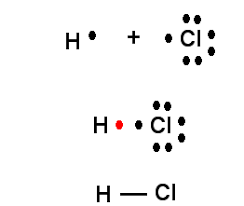 H • + • Cl
H • • Cl
H — Cl